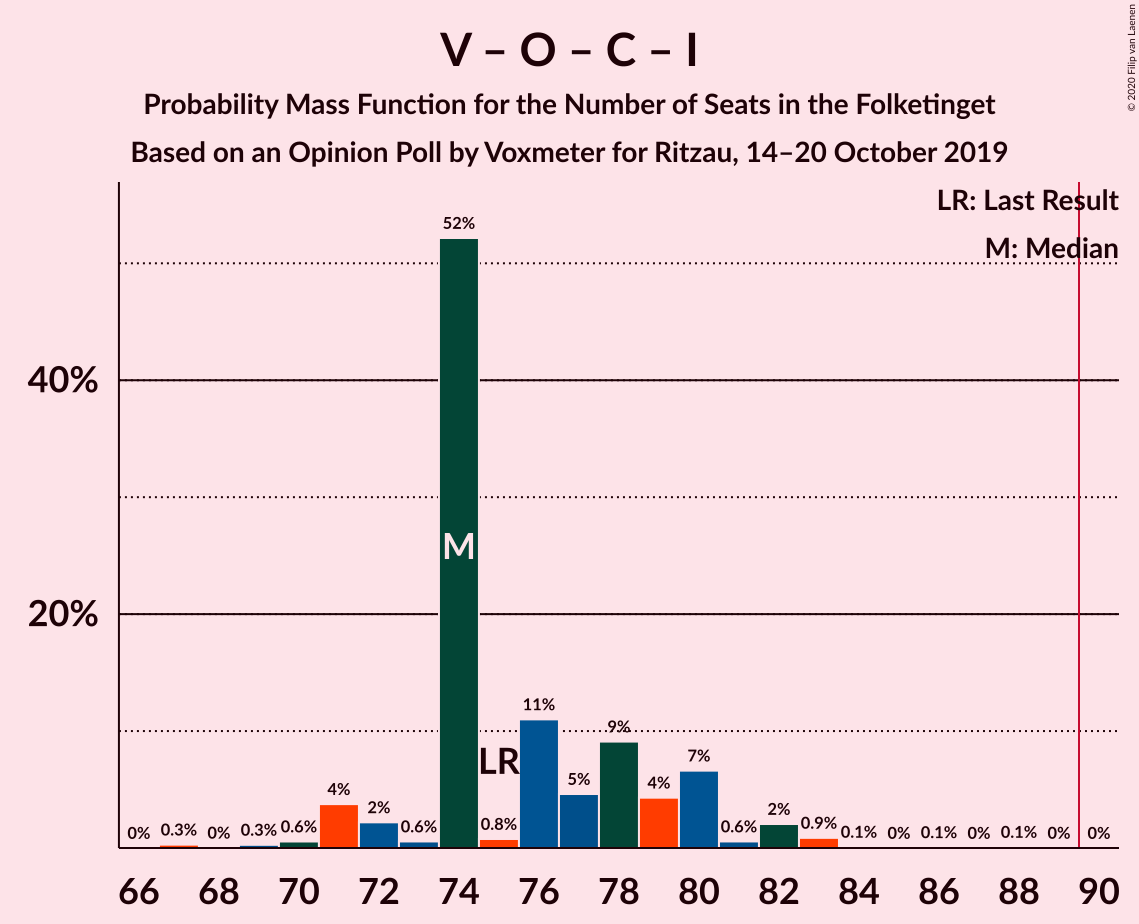 V – O – C – I
Probability Mass Function for the Number of Seats in the Folketinget
Based on an Opinion Poll by Voxmeter for Ritzau, 14–20 October 2019
© 2020 Filip van Laenen
LR: Last Result
M: Median
40%
20%
0% 0.3% 0% 0.3% 0.6% 4% 2% 0.6% 52% 0.8% 11% 5% 9% 4% 7% 0.6% 2% 0.9% 0.1% 0% 0.1% 0% 0.1% 0% 0%
M
LR
66 68 70 72 74 76 78 80 82 84 86 88 90